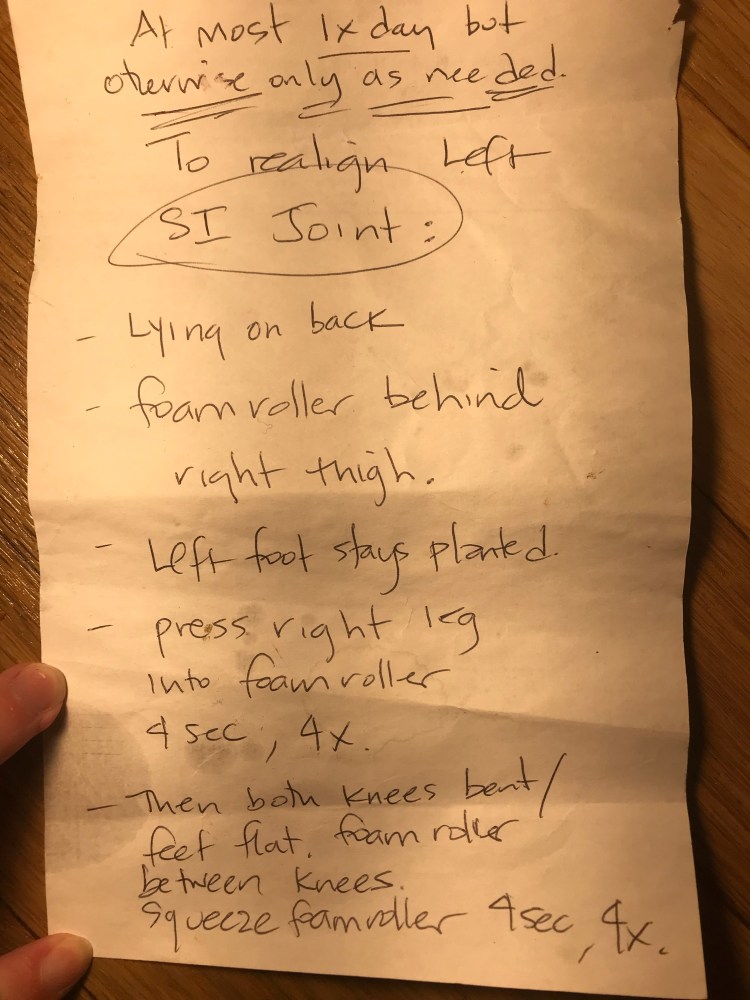 At most 1x day but
otherwise only as needed.
To realign Left
SI Joint:
- Lying on back
- foam roller behind
right thigh.
- Left foot stays planted.
- press right leg
into foam roller
4 sec, 4x.
- Then both knees bent/
feet flat. foam roller
between knees.
Squeeze foam roller 4 sec, 4x.